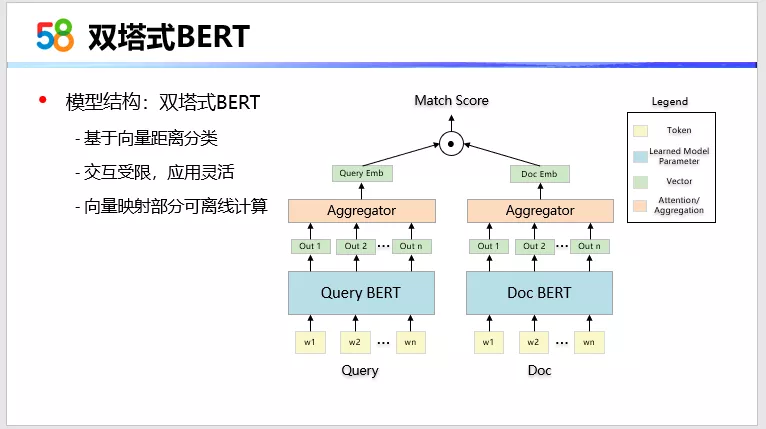 58 双塔式BERT
• 模型结构：双塔式BERT
- 基于向量距离分类
- 交互受限，应用灵活
- 向量映射部分可离线计算
Match Score
Query Emb
Doc Emb
Aggregator
Aggregator
Out 1 Out 2 ••• Out n
Out 1 Out 2 ••• Out n
Query BERT
Doc BERT
w1 w2 ••• wn
w1 w2 ••• wn
Query
Doc
Legend
Token
Learned Model
Parameter
Vector
Attention/
Aggregation